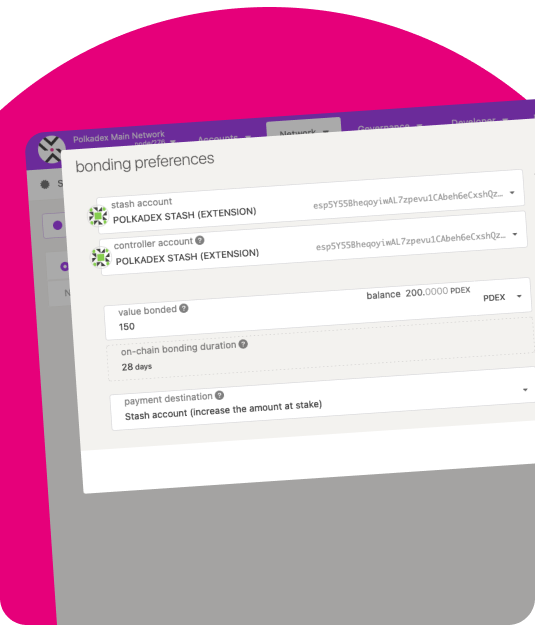 Polkadex Main Network
node/276
Accounts
Network
Governance
Developer
S
bonding preferences
stash account
POLKADEX STASH (EXTENSION)
esp5Y5SBheqoyiwAL7zpevu1CAbeh6eCxshQz…
controller account
POLKADEX STASH (EXTENSION)
esp5Y5SBheqoyiwAL7zpevu1CAbeh6eCxshQz…
N
value bonded
150
balance 200.0000 PDEX
PDEX
on-chain bonding duration
28 days
payment destination
Stash account (increase the amount at stake)